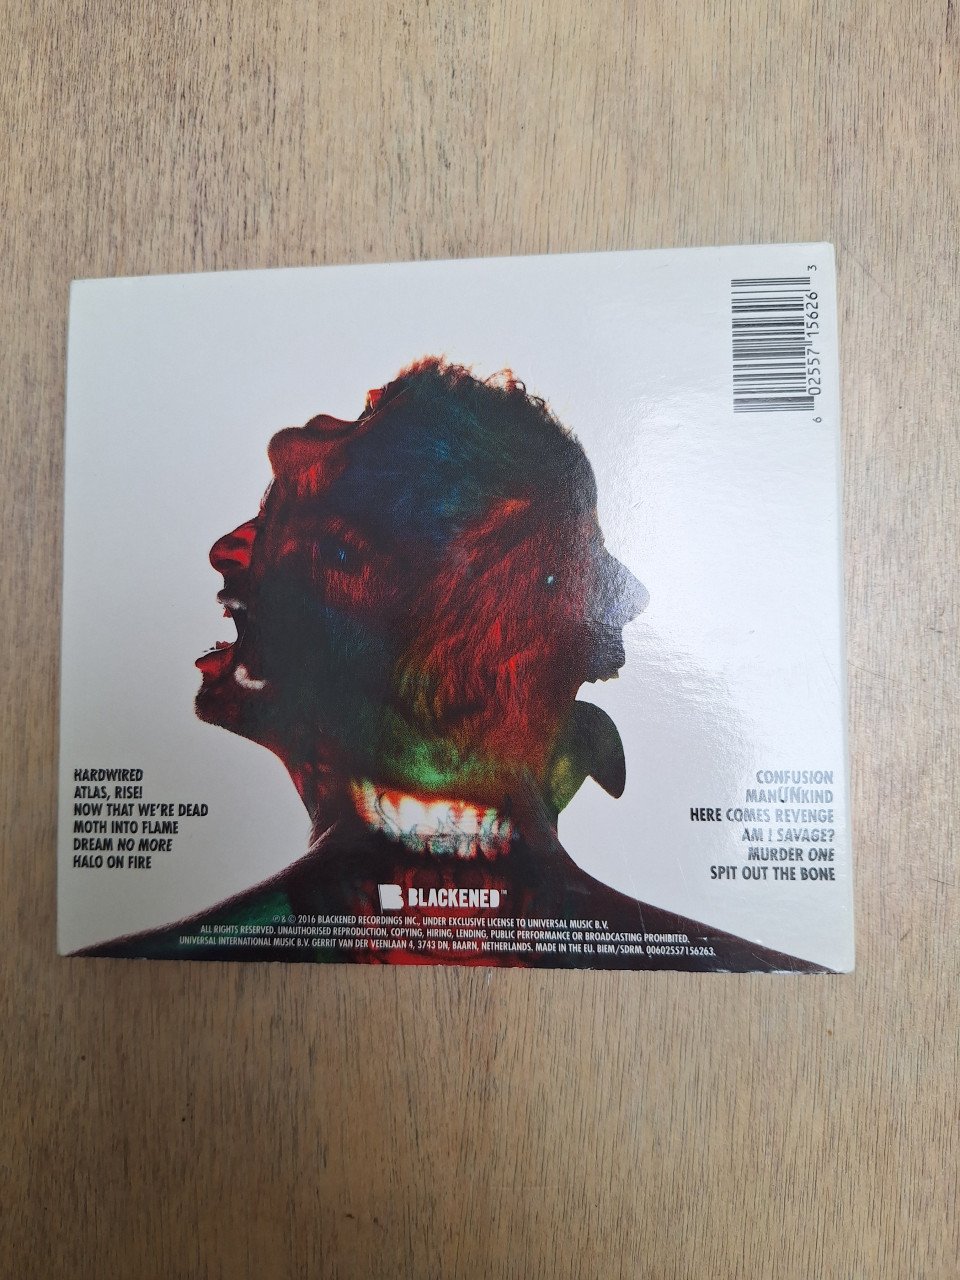 6 02557 15626 3
HARDWIRED
ATLAS, RISE!
NOW THAT WE'RE DEAD
MOTH INTO FLAME
DREAM NO MORE
HALO ON FIRE
CONFUSION
MANUNKIND
HERE COMES REVENGE
AM I SAVAGE?
MURDER ONE
SPIT OUT THE BONE
B BLACKENED™
℗ & © 2016 BLACKENED RECORDINGS INC., UNDER EXCLUSIVE LICENSE TO UNIVERSAL MUSIC B.V.
ALL RIGHTS RESERVED. UNAUTHORISED REPRODUCTION, COPYING, HIRING, LENDING, PUBLIC PERFORMANCE OR BROADCASTING PROHIBITED.
UNIVERSAL INTERNATIONAL MUSIC B.V. GERRIT VAN DER VEENLAAN 4, 3743 DN, BAARN, NETHERLANDS. MADE IN THE EU. BIEM/SDRM. 00602557156263.